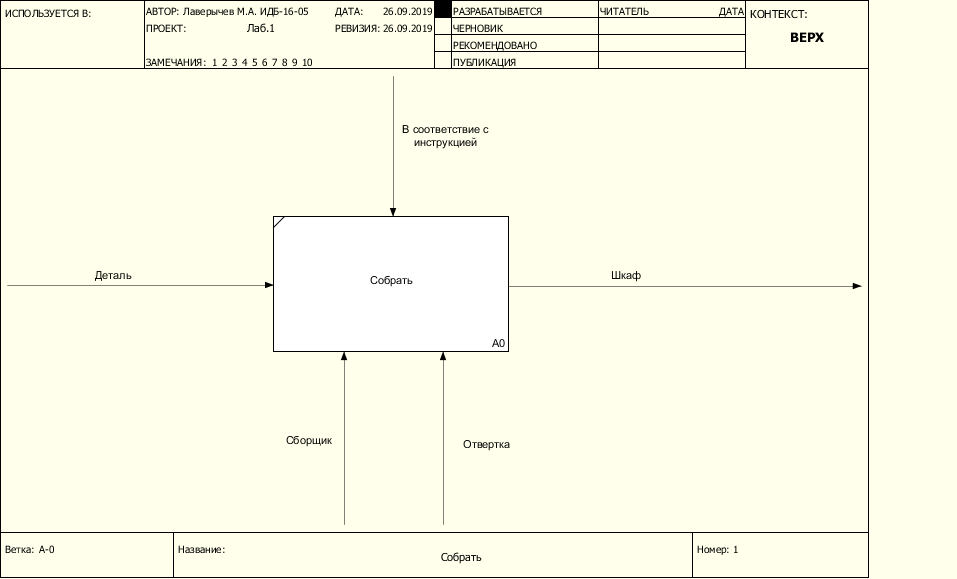 ИСПОЛЬЗУЕТСЯ В:
АВТОР: Лаверычев М.А. ИДБ-16-05
ДАТА: 26.09.2019
ПРОЕКТ: Лаб.1
РЕВИЗИЯ: 26.09.2019
ЗАМЕЧАНИЯ: 1 2 3 4 5 6 7 8 9 10
РАЗРАБАТЫВАЕТСЯ
ЧЕРНОВИК
РЕКОМЕНДОВАНО
ПУБЛИКАЦИЯ
ЧИТАТЕЛЬ ДАТА
КОНТЕКСТ:
ВЕРХ
В соответствие с
инструкцией
Деталь
Собрать
A0
Шкаф
Сборщик
Отвертка
Ветка: A-0
Название:
Собрать
Номер: 1